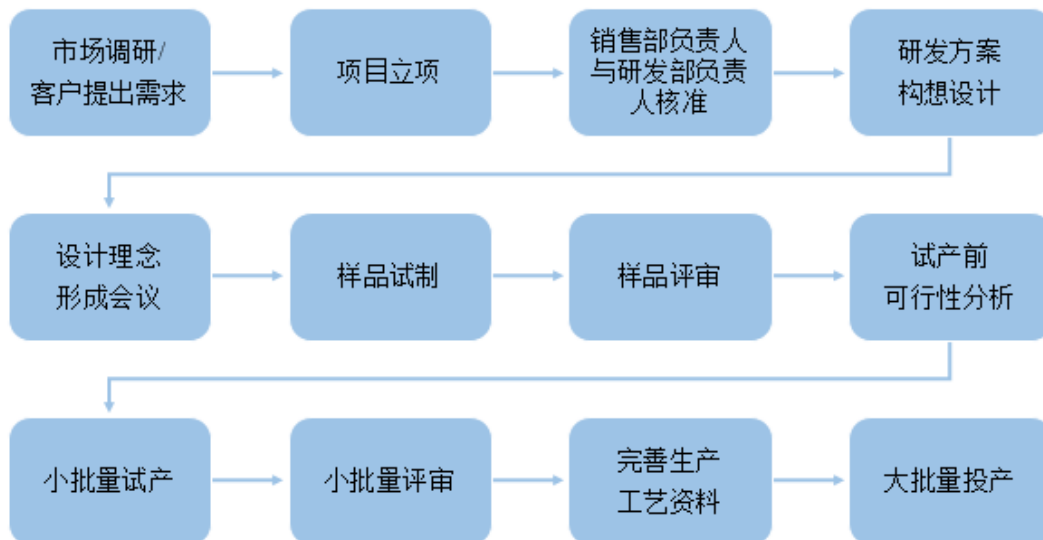 市场调研/
客户提出需求
项目立项
销售部负责人
与研发部负责
人核准
研发方案
构想设计
设计理念
形成会议
样品试制
样品评审
试产前
可行性分析
小批量试产
小批量评审
完善生产
工艺资料
大批量投产